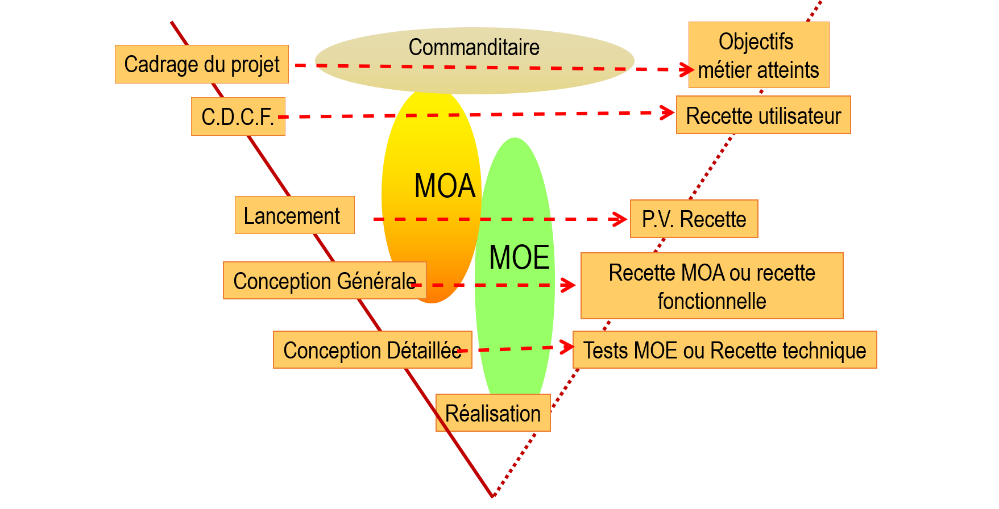 Cadrage du projet
Commanditaire
Objectifs
métier atteints
C.D.C.F.
Recette utilisateur
MOA
Lancement
P.V. Recette
MOE
Conception Générale
Recette MOA ou recette
fonctionnelle
Conception Détaillée
Tests MOE ou Recette technique
Réalisation